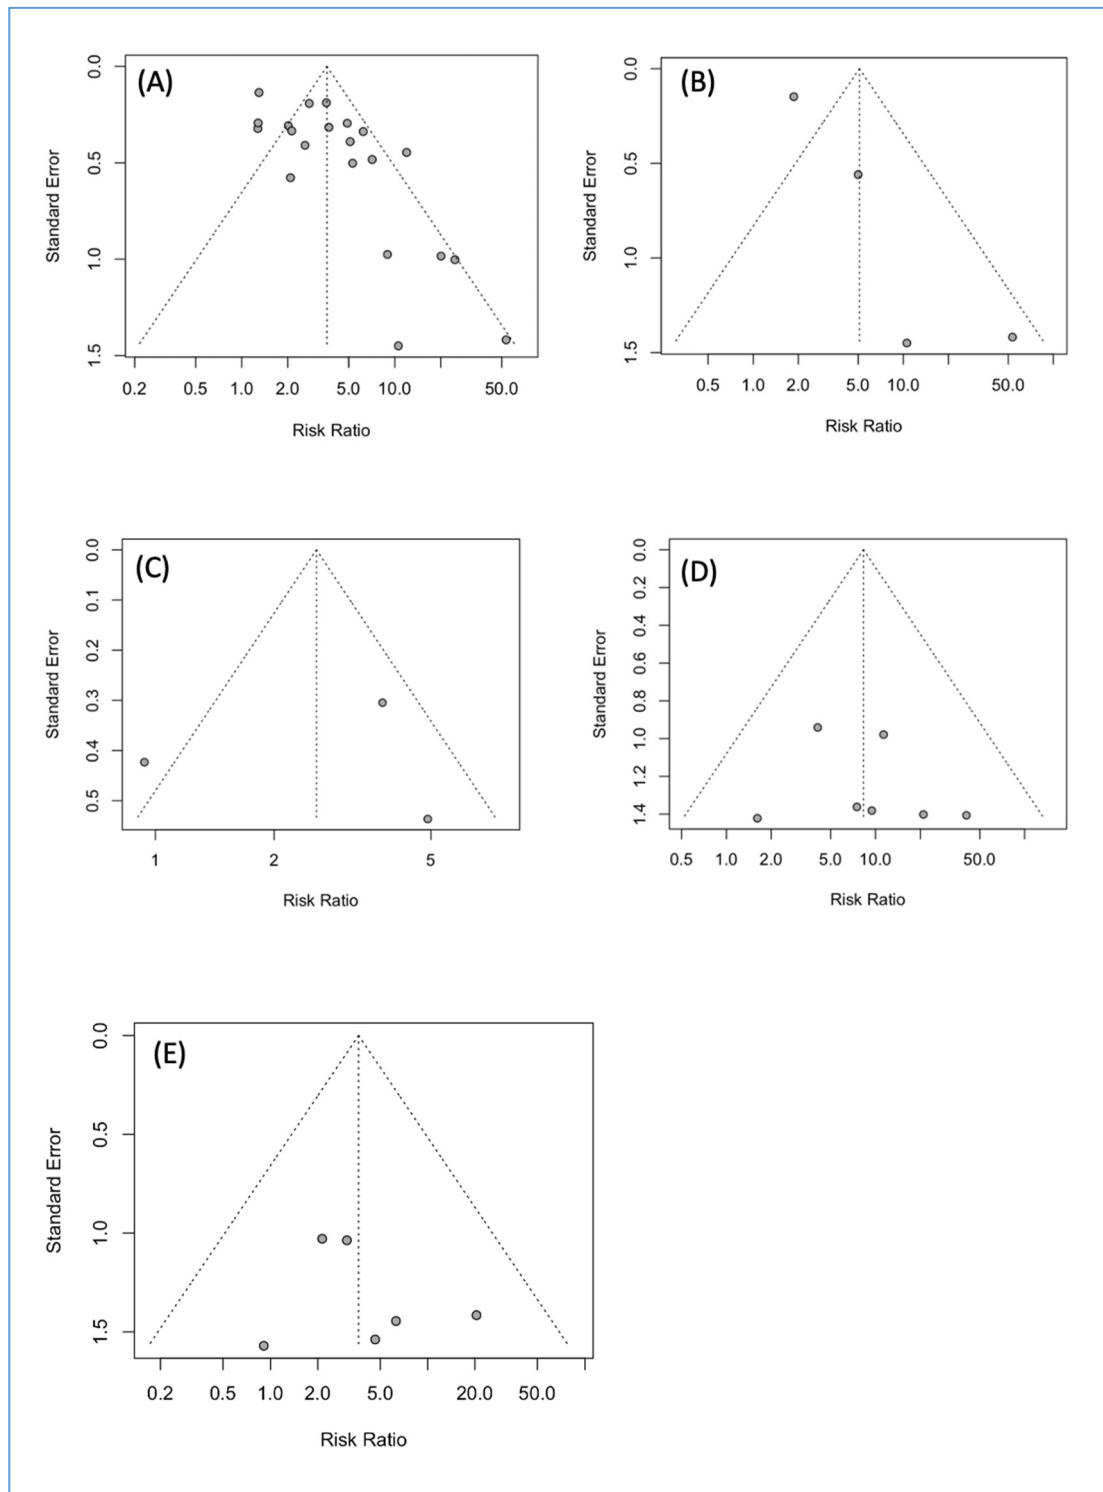 (A)
0.0
0.5
1.0
1.5
Standard Error
0.2 0.5 1.0 2.0 5.0 10.0 50.0
Risk Ratio
(B)
0.0
0.5
1.0
1.5
Standard Error
0.5 1.0 2.0 5.0 10.0 50.0
Risk Ratio
(C)
0.0
0.1
0.2
0.3
0.4
0.5
Standard Error
1 2 5
Risk Ratio
(D)
0.0
0.2
0.4
0.6
0.8
1.0
1.2
1.4
Standard Error
0.5 1.0 2.0 5.0 10.0 50.0
Risk Ratio
(E)
0.0
0.5
1.0
1.5
Standard Error
0.2 0.5 1.0 2.0 5.0 20.0 50.0
Risk Ratio